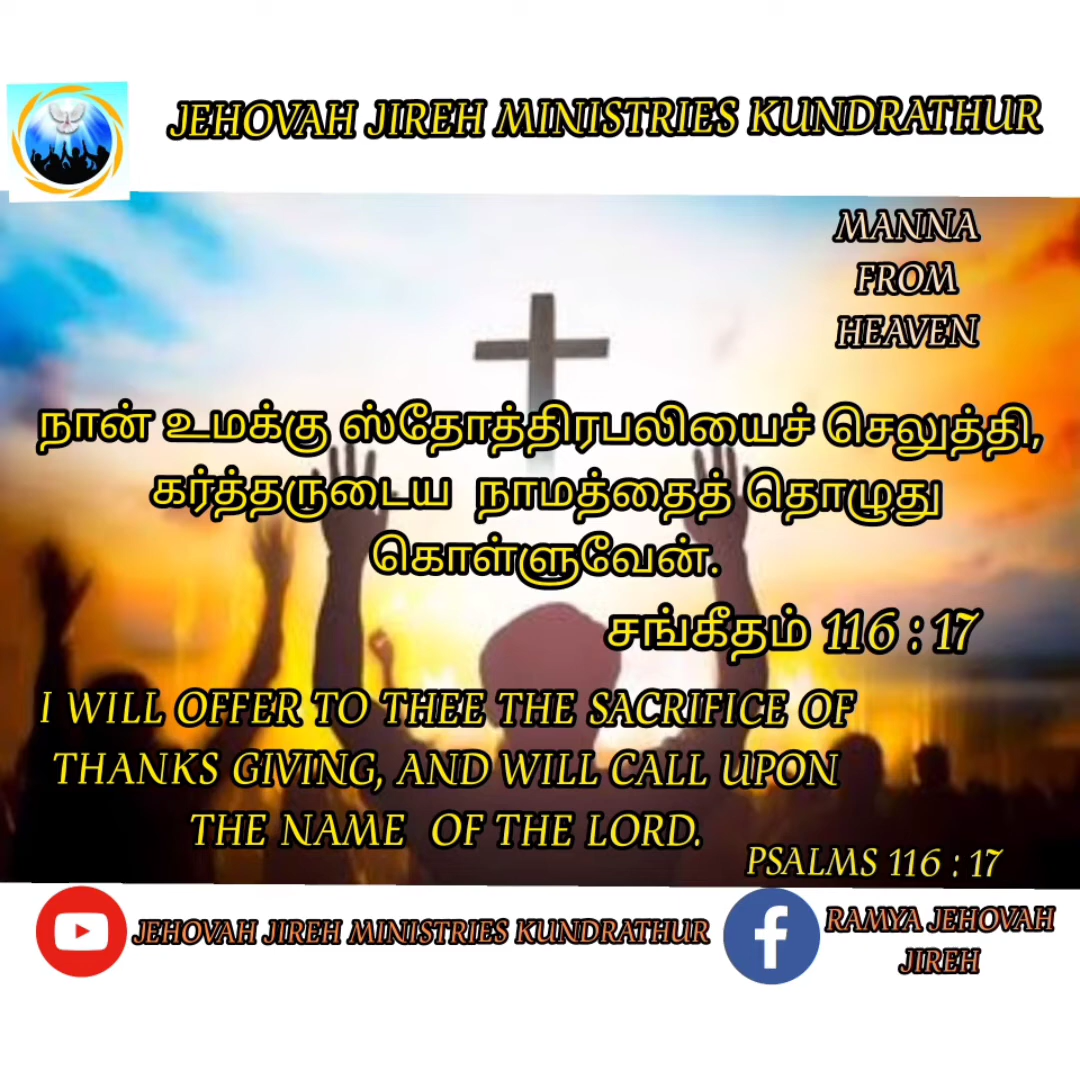 JEHOVAH JIREH MINISTRIES KUNDRATHUR
MANNA
FROM
HEAVEN
நான் உமக்கு ஸ்தோத்திரபலியைச் செலுத்தி,
கர்த்தருடைய நாமத்தைத் தொழுது
கொள்ளுவேன்.
சங்கீதம் 116 : 17
I WILL OFFER TO THEE THE SACRIFICE OF
THANKS GIVING, AND WILL CALL UPON
THE NAME OF THE LORD.
PSALMS 116 : 17
JEHOVAH JIREH MINISTRIES KUNDRATHUR
RAMYA JEHOVAH
JIREH